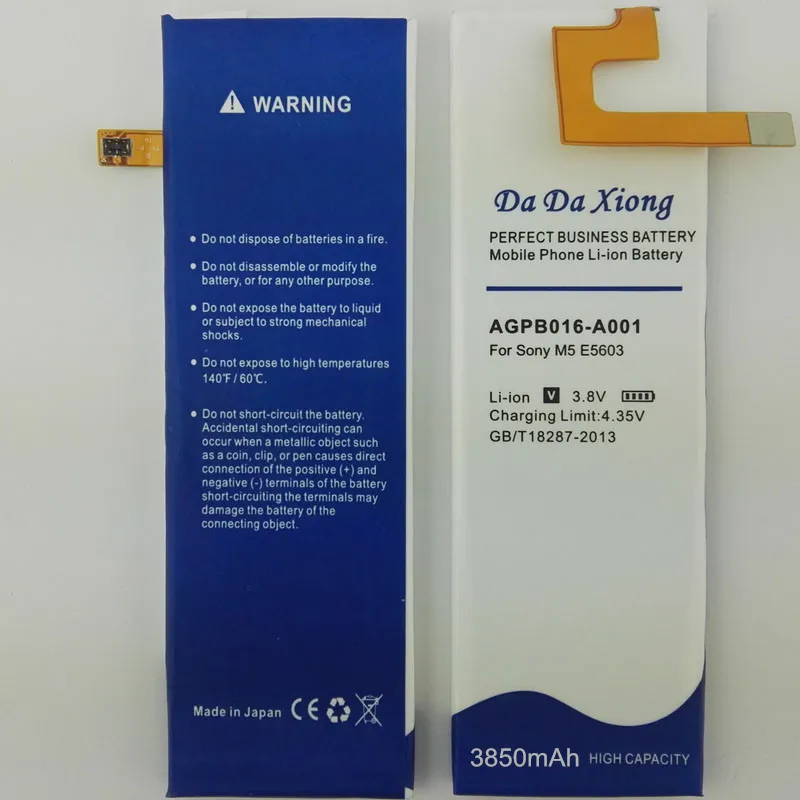 WARNING
• Do not dispose of batteries in a fire.
• Do not disassemble or modify the
battery, or for any other purpose.
• Do not expose the battery to liquid
or subject to strong mechanical
shocks.
• Do not expose to high temperatures
140°F / 60℃.
• Do not short-circuit the battery.
Accidental short-circuiting can
occur when a metallic object such
as a coin, clip, or pen causes direct
connection of the positive (+) and
negative (-) terminals of the battery
short-circuiting the terminals may
damage the battery of the
connecting object.
Made in Japan CE
Da Da Xiong
PERFECT BUSINESS BATTERY
Mobile Phone Li-ion Battery
AGPB016-A001
For Sony M5 E5603
Li-ion V 3.8V
Charging Limit:4.35V
GB/T18287-2013
3850mAh HIGH CAPACITY